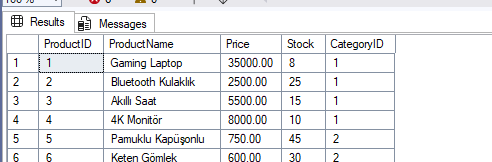 100 %
Results Messages
ProductID ProductName Price Stock CategoryID
1 1 Gaming Laptop 35000.00 8 1
2 2 Bluetooth Kulaklık 2500.00 25 1
3 3 Akıllı Saat 5500.00 15 1
4 4 4K Monitör 8000.00 10 1
5 5 Pamuklu Kapüşonlu 750.00 45 2
6 6 Keten Gömlek 600.00 30 2